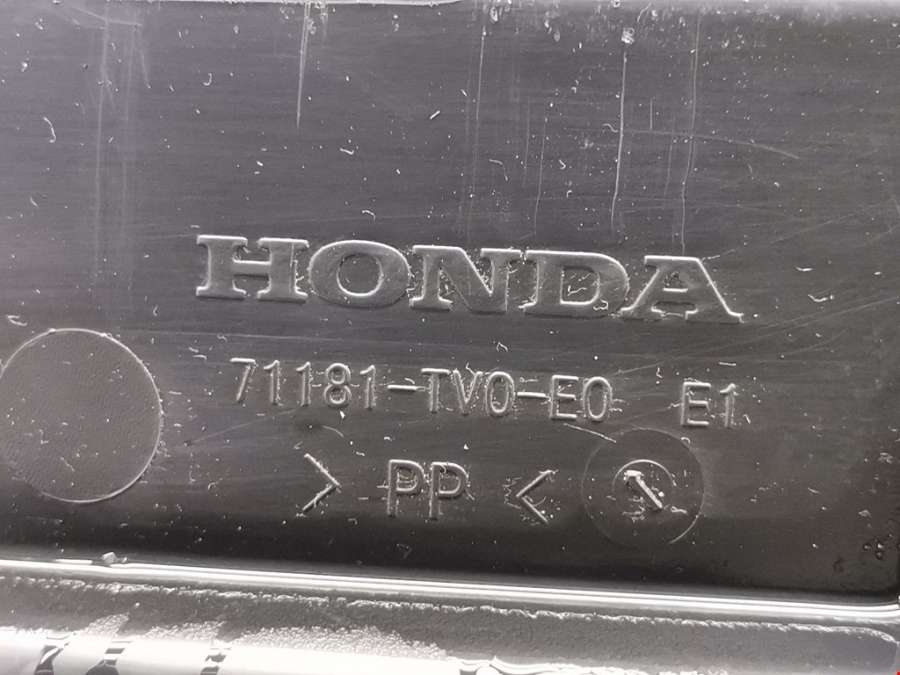 HONDA
71181-TV0-E0 E1
> PP <